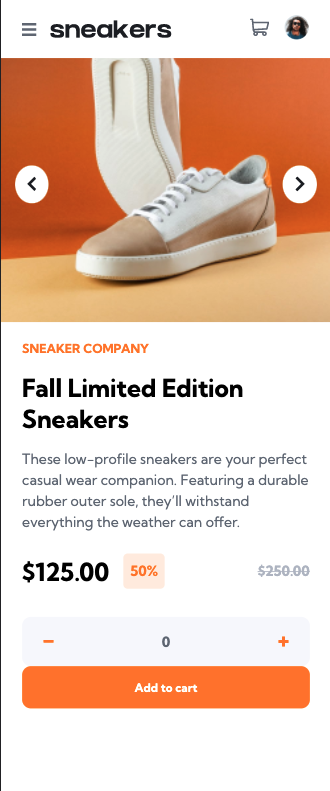 sneakers
SNEAKER COMPANY
Fall Limited Edition
Sneakers
These low-profile sneakers are your perfect
casual wear companion. Featuring a durable
rubber outer sole, they’ll withstand
everything the weather can offer.
$125.00 50% $250.00
− 0 +
Add to cart